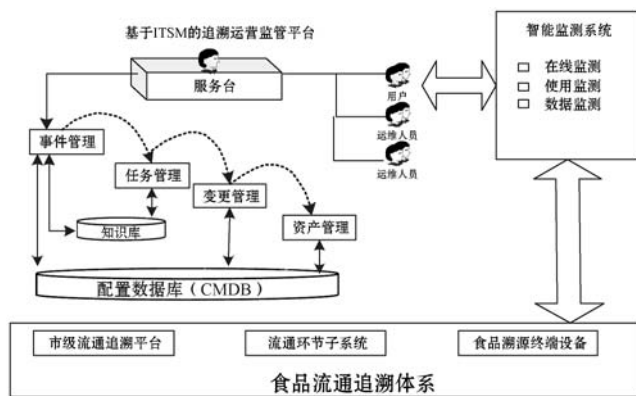 基于ITSM的追溯运营监管平台
服务台
用户
运维人员
运维人员
智能监测系统
在线监测
使用监测
数据监测
事件管理
任务管理
变更管理
资产管理
知识库
配置数据库（CMDB）
市级流通追溯平台
流通环节子系统
食品溯源终端设备
食品流通追溯体系